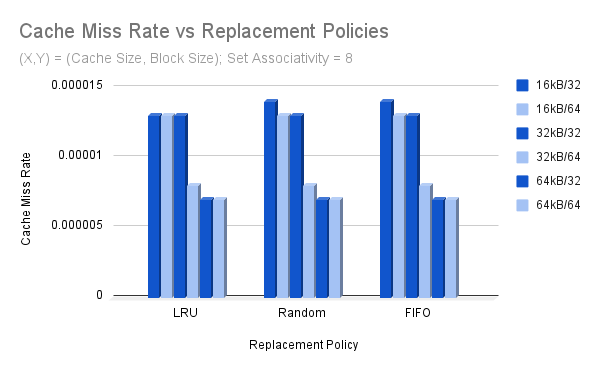 Cache Miss Rate vs Replacement Policies
(X,Y) = (Cache Size, Block Size); Set Associativity = 8
0.000015
0.00001
0.000005
0
Cache Miss Rate
LRU
Random
FIFO
Replacement Policy
16kB/32
16kB/64
32kB/32
32kB/64
64kB/32
64kB/64